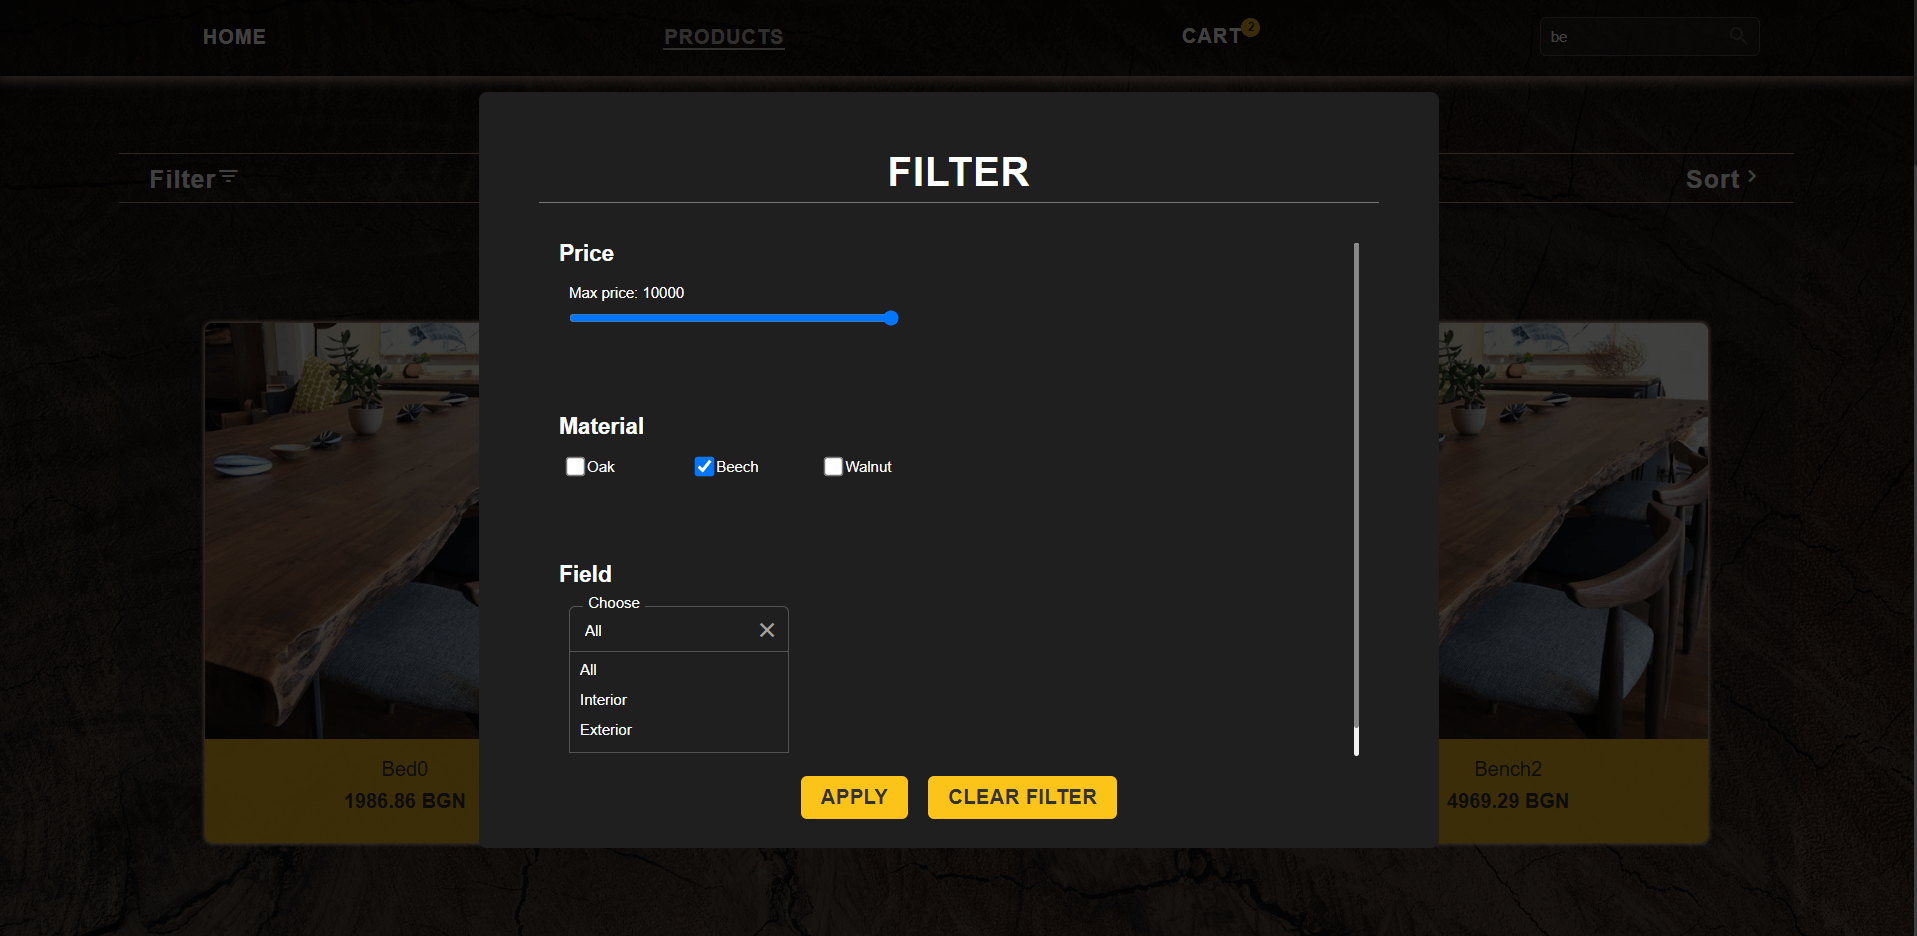 HOME
PRODUCTS
CART 2
be
Filter
Sort
FILTER
Price
Max price: 10000
Material
Oak
Beech
Walnut
Field
Choose
All
All
Interior
Exterior
APPLY
CLEAR FILTER
Bed0
1986.86 BGN
Bench2
4969.29 BGN